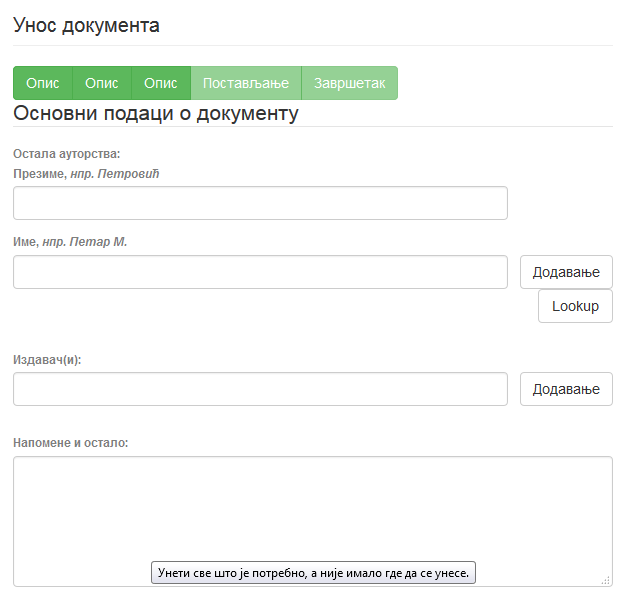 Унос документа
Опис Опис Опис Постављање Завршетак
Основни подаци о документу
Остала ауторства:
Презиме, нпр. Петровић
Име, нпр. Петар М.
Додавање
Lookup
Издавач(и):
Додавање
Напомене и остало:
Унети све што је потребно, а није имало где да се унесе.